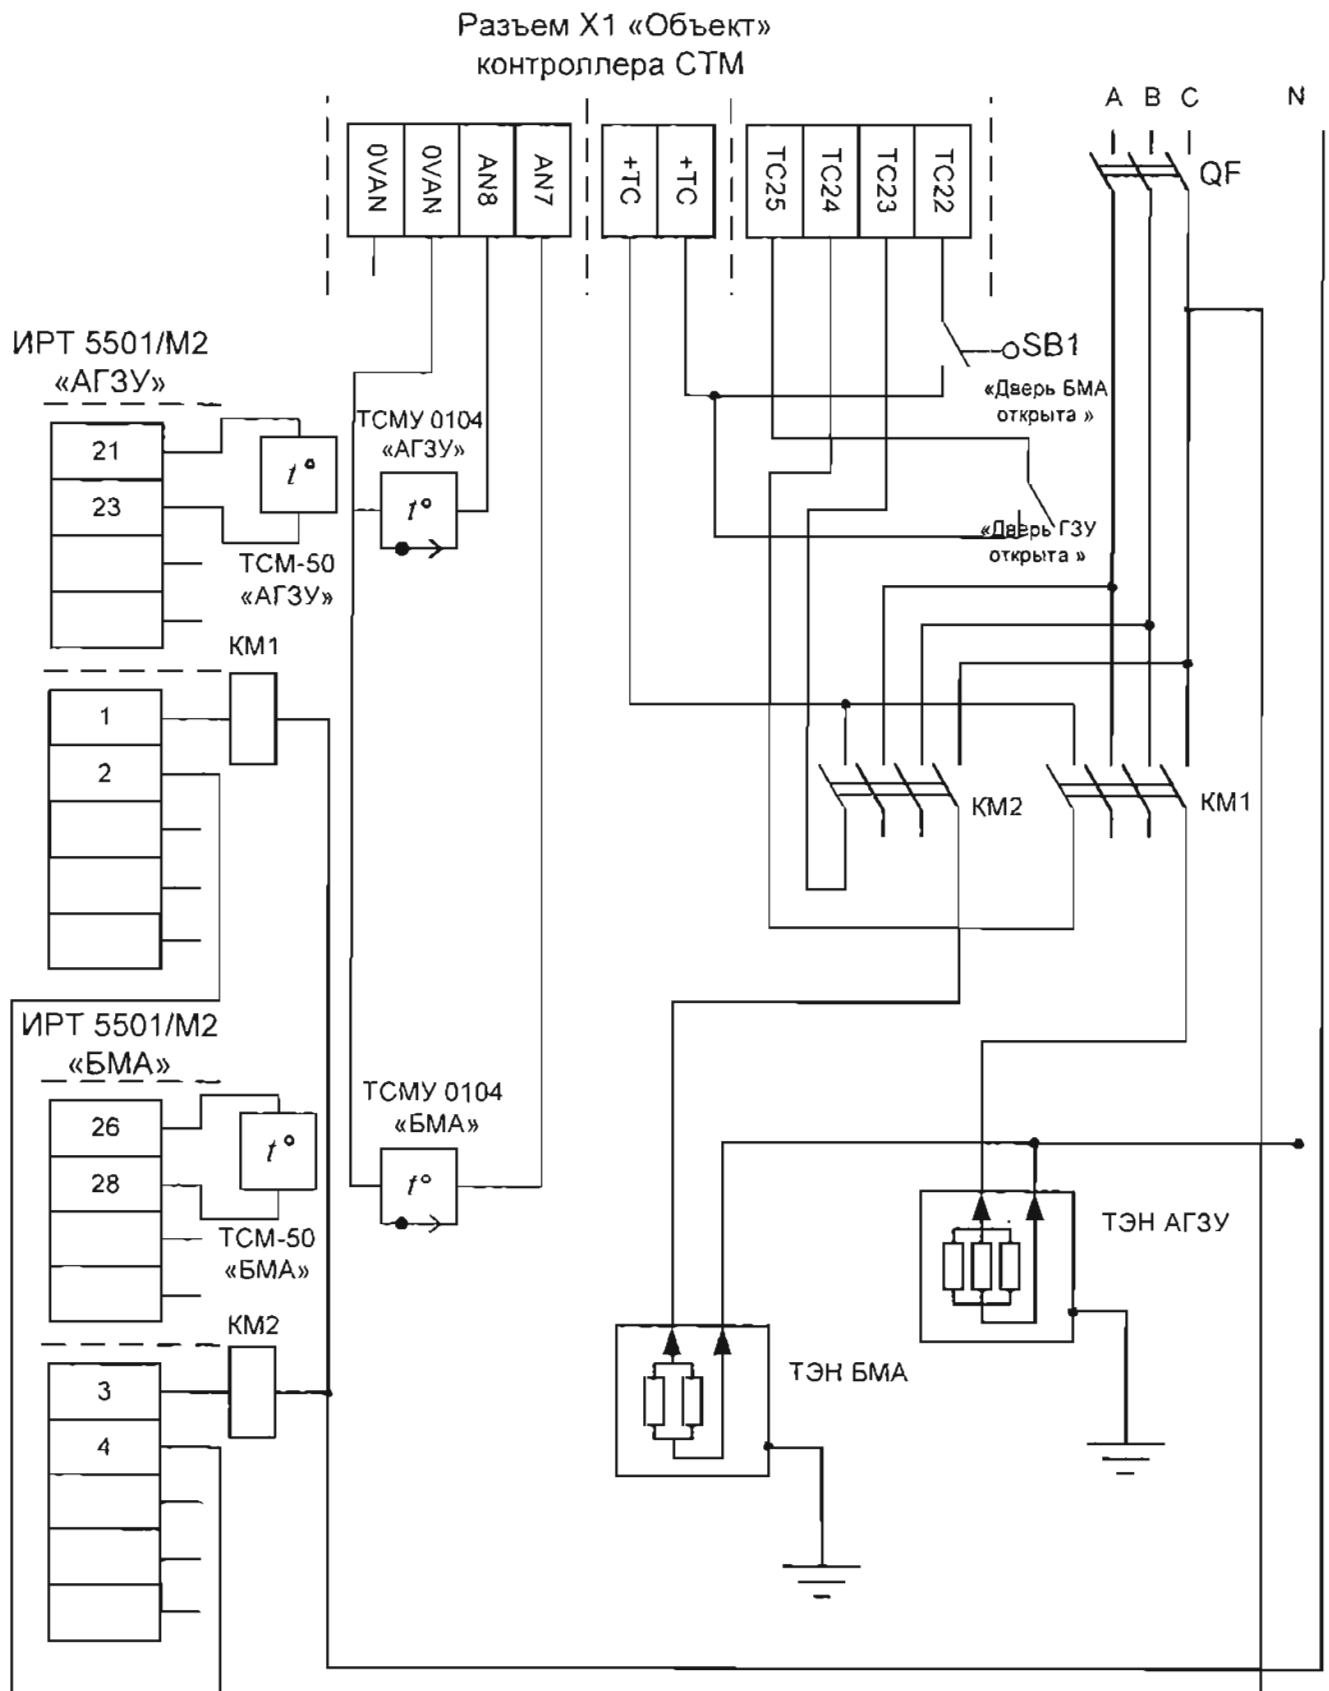 Разъем X1 «Объект»
контроллера СТМ
A B C N
0VAN 0VAN AN8 AN7 +TC +TC TC25 TC24 TC23 TC22
QF
ИРТ 5501/М2
«АГЗУ»
SB1
«Дверь БМА
открыта »
21
23
t°
ТСМ-50
«АГЗУ»
ТСМУ 0104
«АГЗУ»
t°
«Дверь ГЗУ
открыта »
КМ1
1
2
КМ2
КМ1
ИРТ 5501/М2
«БМА»
26
28
t°
ТСМ-50
«БМА»
ТСМУ 0104
«БМА»
t°
ТЭН АГЗУ
КМ2
3
4
ТЭН БМА